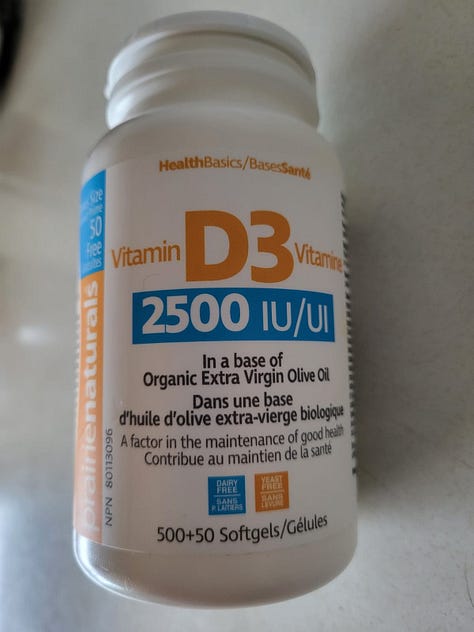 HealthBasics/BasesSanté
Size
50
Free
Vitamin D3 Vitamine
2500 IU/UI
In a base of
Organic Extra Virgin Olive Oil
Dans une base
d'huile d'olive extra-vierge biologique
A factor in the maintenance of good health
Contribue au maintien de la santé
DAIRY
FREE
SANS
P. LAITIERS
YEAST
FREE
SANS
LEVURE
500+50 Softgels/Gélules
prairienaturals
NPN 80113096